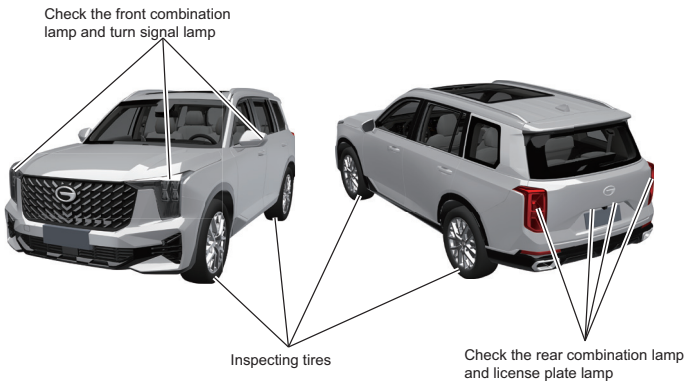 Check the front combination
lamp and turn signal lamp
Inspecting tires
Check the rear combination lamp
and license plate lamp